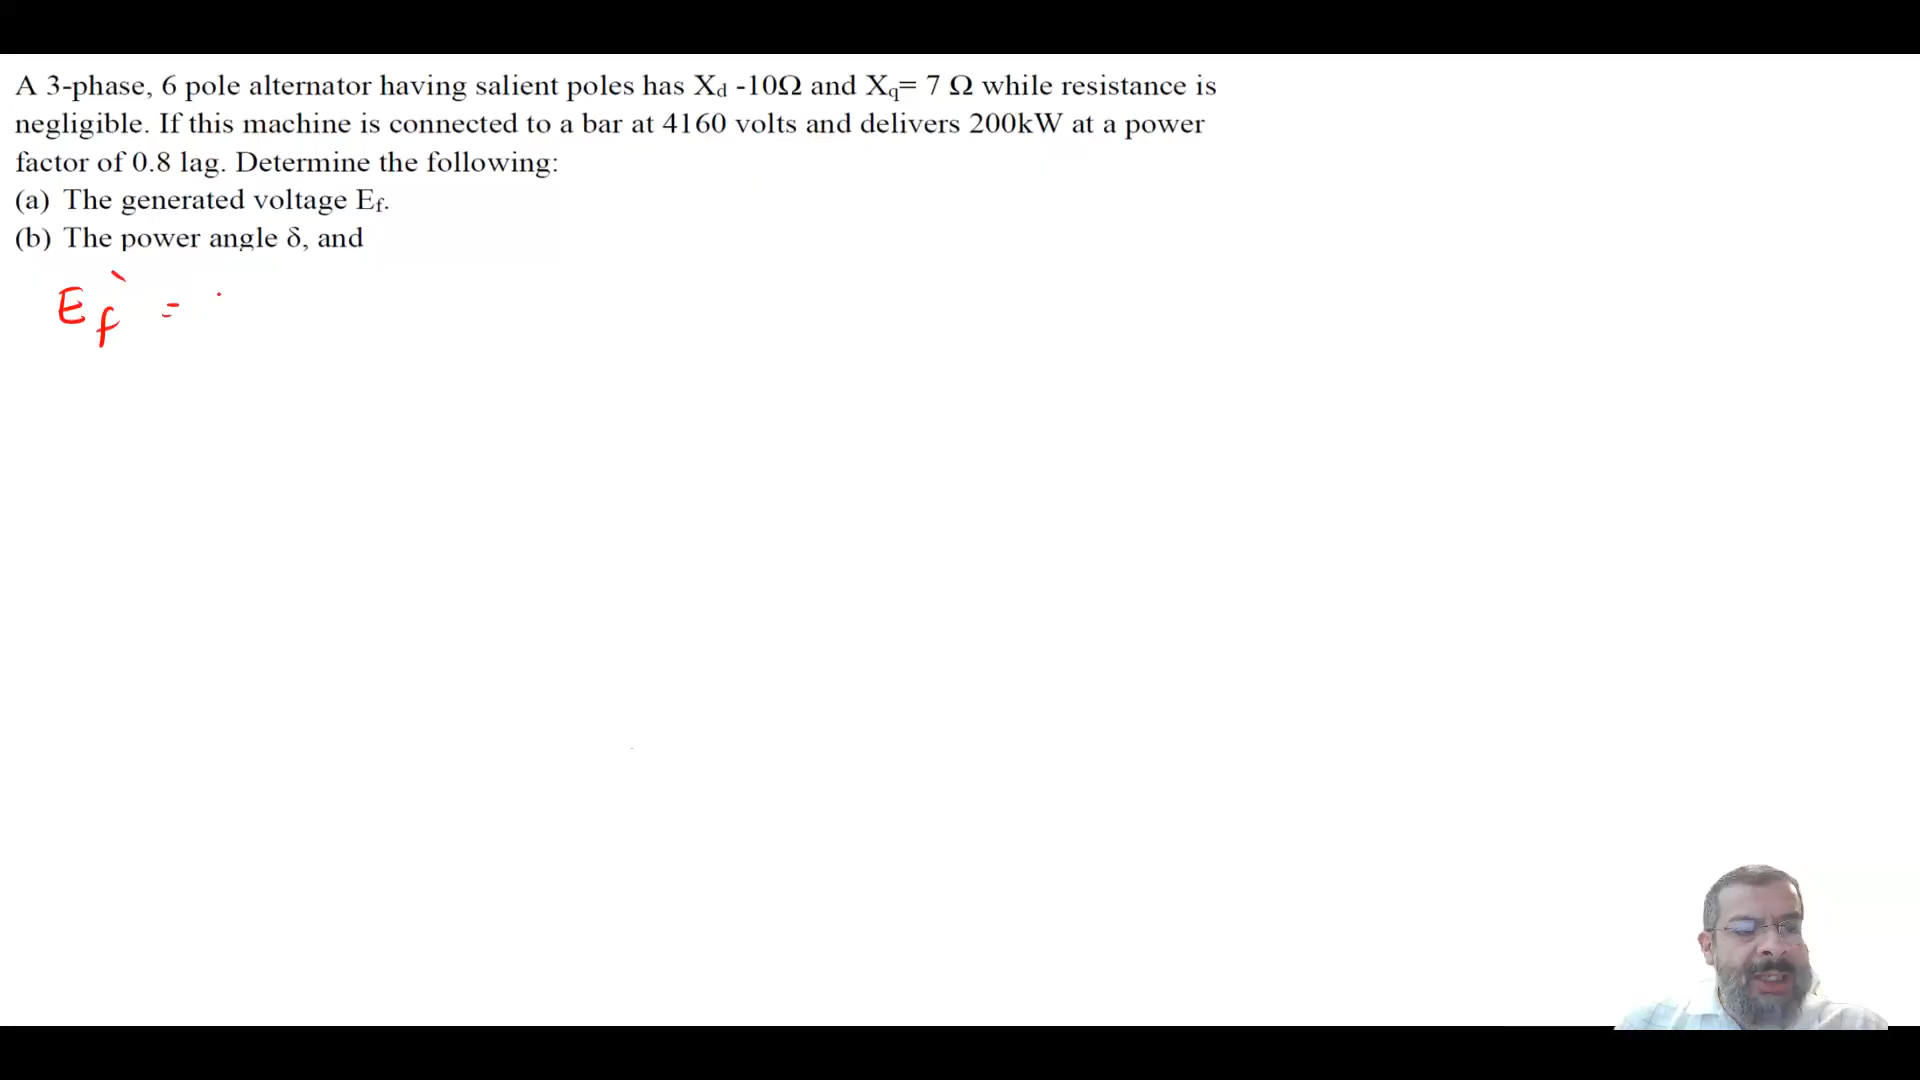 A 3-phase, 6 pole alternator having salient poles has Xd -10Ω and Xq= 7 Ω while resistance is
negligible. If this machine is connected to a bar at 4160 volts and delivers 200kW at a power
factor of 0.8 lag. Determine the following:
(a) The generated voltage Ef.
(b) The power angle δ, and
Ef` =